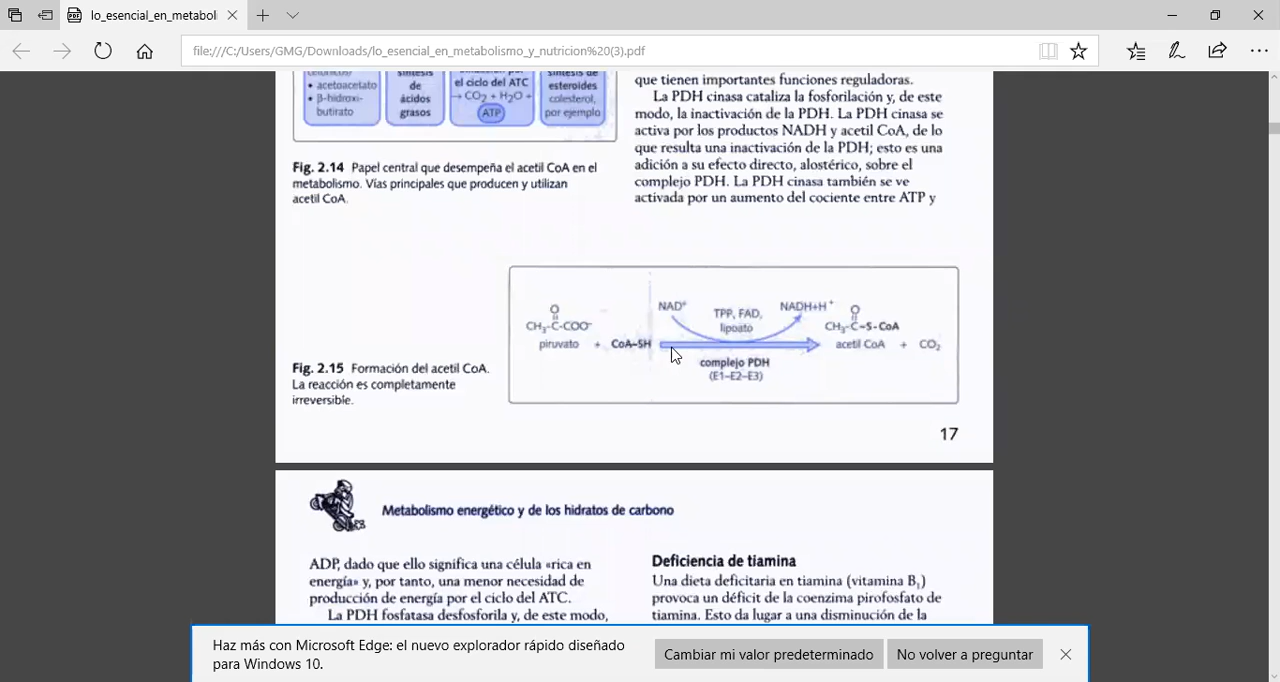 lo_esencial_en_metaboli
file:///C:/Users/GMG/Downloads/lo_esencial_en_metabolismo_y_nutricion%20(3).pdf
• acetoacetato
• β-hidroxi-
butirato
síntesis
de
ácidos
grasos
el ciclo del ATC
→ CO₂ + H₂O +
ATP
síntesis de
esteroides
colesterol,
por ejemplo
Fig. 2.14 Papel central que desempeña el acetil CoA en el
metabolismo. Vías principales que producen y utilizan
acetil CoA.
que tienen importantes funciones reguladoras.
La PDH cinasa cataliza la fosforilación y, de este
modo, la inactivación de la PDH. La PDH cinasa se
activa por los productos NADH y acetil CoA, de lo
que resulta una inactivación de la PDH; esto es una
adición a su efecto directo, alostérico, sobre el
complejo PDH. La PDH cinasa también se ve
activada por un aumento del cociente entre ATP y
Fig. 2.15 Formación del acetil CoA.
La reacción es completamente
irreversible.
O
CH₃-C-COO⁻
piruvato + CoA–SH
NAD⁺
TPP, FAD,
lipoato
NADH+H⁺
complejo PDH
(E1–E2–E3)
O
CH₃-C~S-CoA
acetil CoA + CO₂
17
Metabolismo energético y de los hidratos de carbono
ADP, dado que ello significa una célula «rica en
energía» y, por tanto, una menor necesidad de
producción de energía por el ciclo del ATC.
La PDH fosfatasa desfosforila y, de este modo,
Deficiencia de tiamina
Una dieta deficitaria en tiamina (vitamina B₁)
provoca un déficit de la coenzima pirofosfato de
tiamina. Esto da lugar a una disminución de la
Haz más con Microsoft Edge: el nuevo explorador rápido diseñado
para Windows 10.
Cambiar mi valor predeterminado
No volver a preguntar